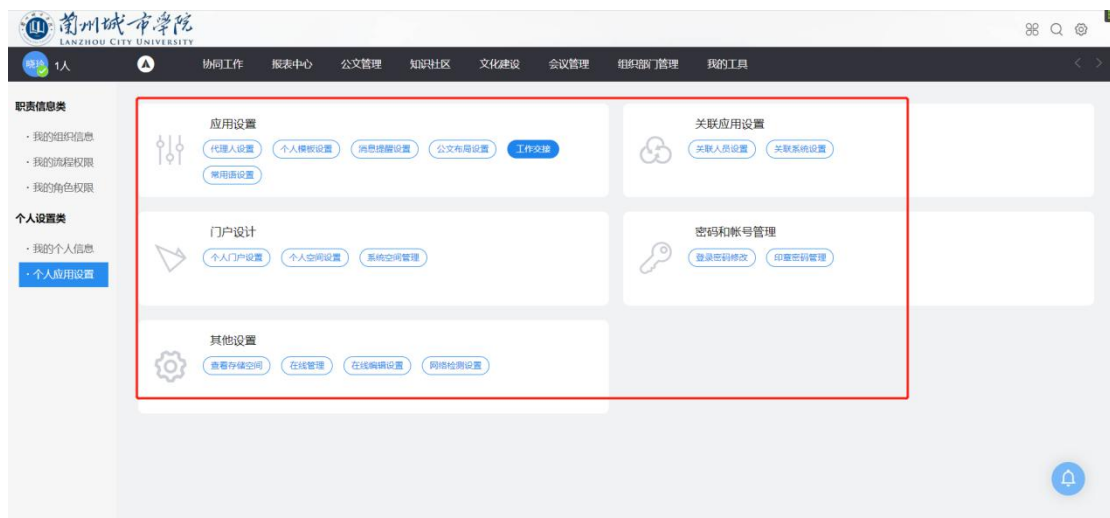 兰州城市学院
LANZHOU CITY UNIVERSITY
晓玲 1人 协同工作 报表中心 公文管理 知识社区 文化建设 会议管理 组织部门管理 我的工具
职责信息类
· 我的组织信息
· 我的流程权限
· 我的角色权限
个人设置类
· 我的个人信息
· 个人应用设置
应用设置
代理人设置 个人模板设置 消息提醒设置 公文布局设置 工作交接
常用语设置
关联应用设置
关联人员设置 关联系统设置
门户设计
个人门户设置 个人空间设置 系统空间管理
密码和帐号管理
登录密码修改 印章密码管理
其他设置
查看存储空间 在线管理 在线编辑设置 网络检测设置